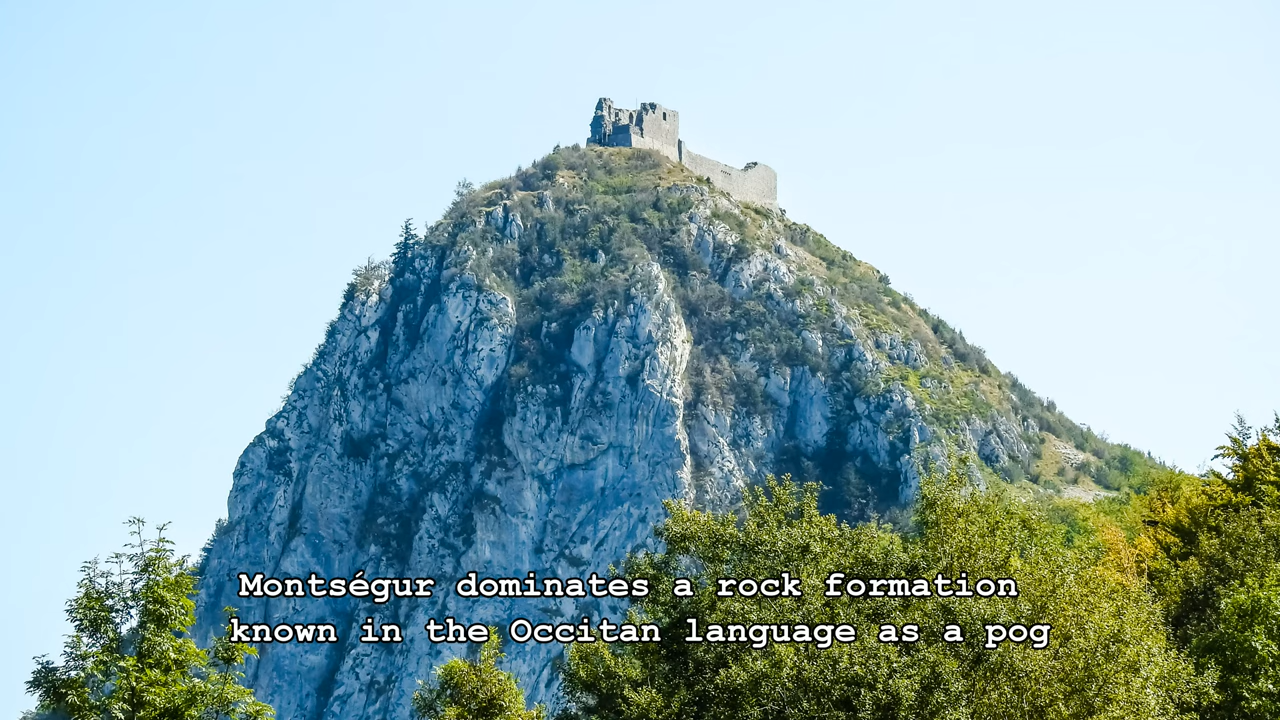 Montségur dominates a rock formation
known in the Occitan language as a pog